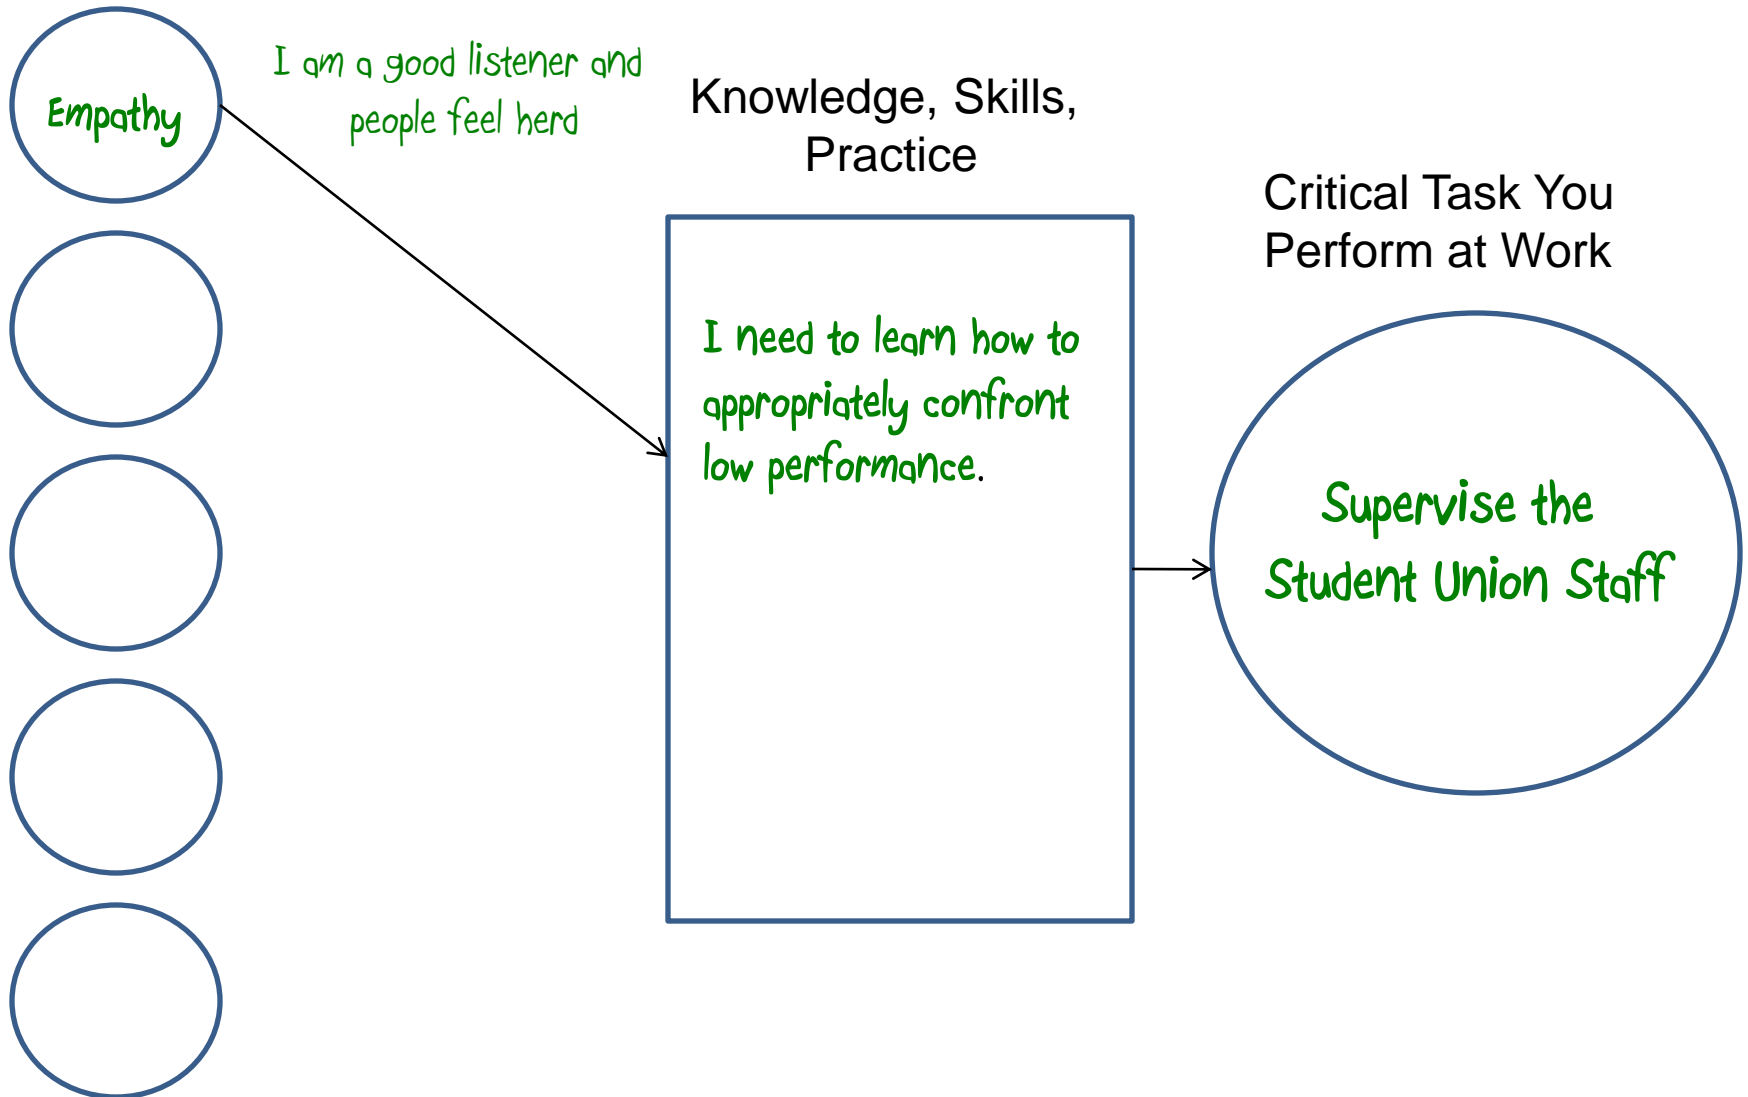 Empathy
I am a good listener and
people feel herd
Knowledge, Skills,
Practice
I need to learn how to
appropriately confront
low performance.
Critical Task You
Perform at Work
Supervise the
Student Union Staff